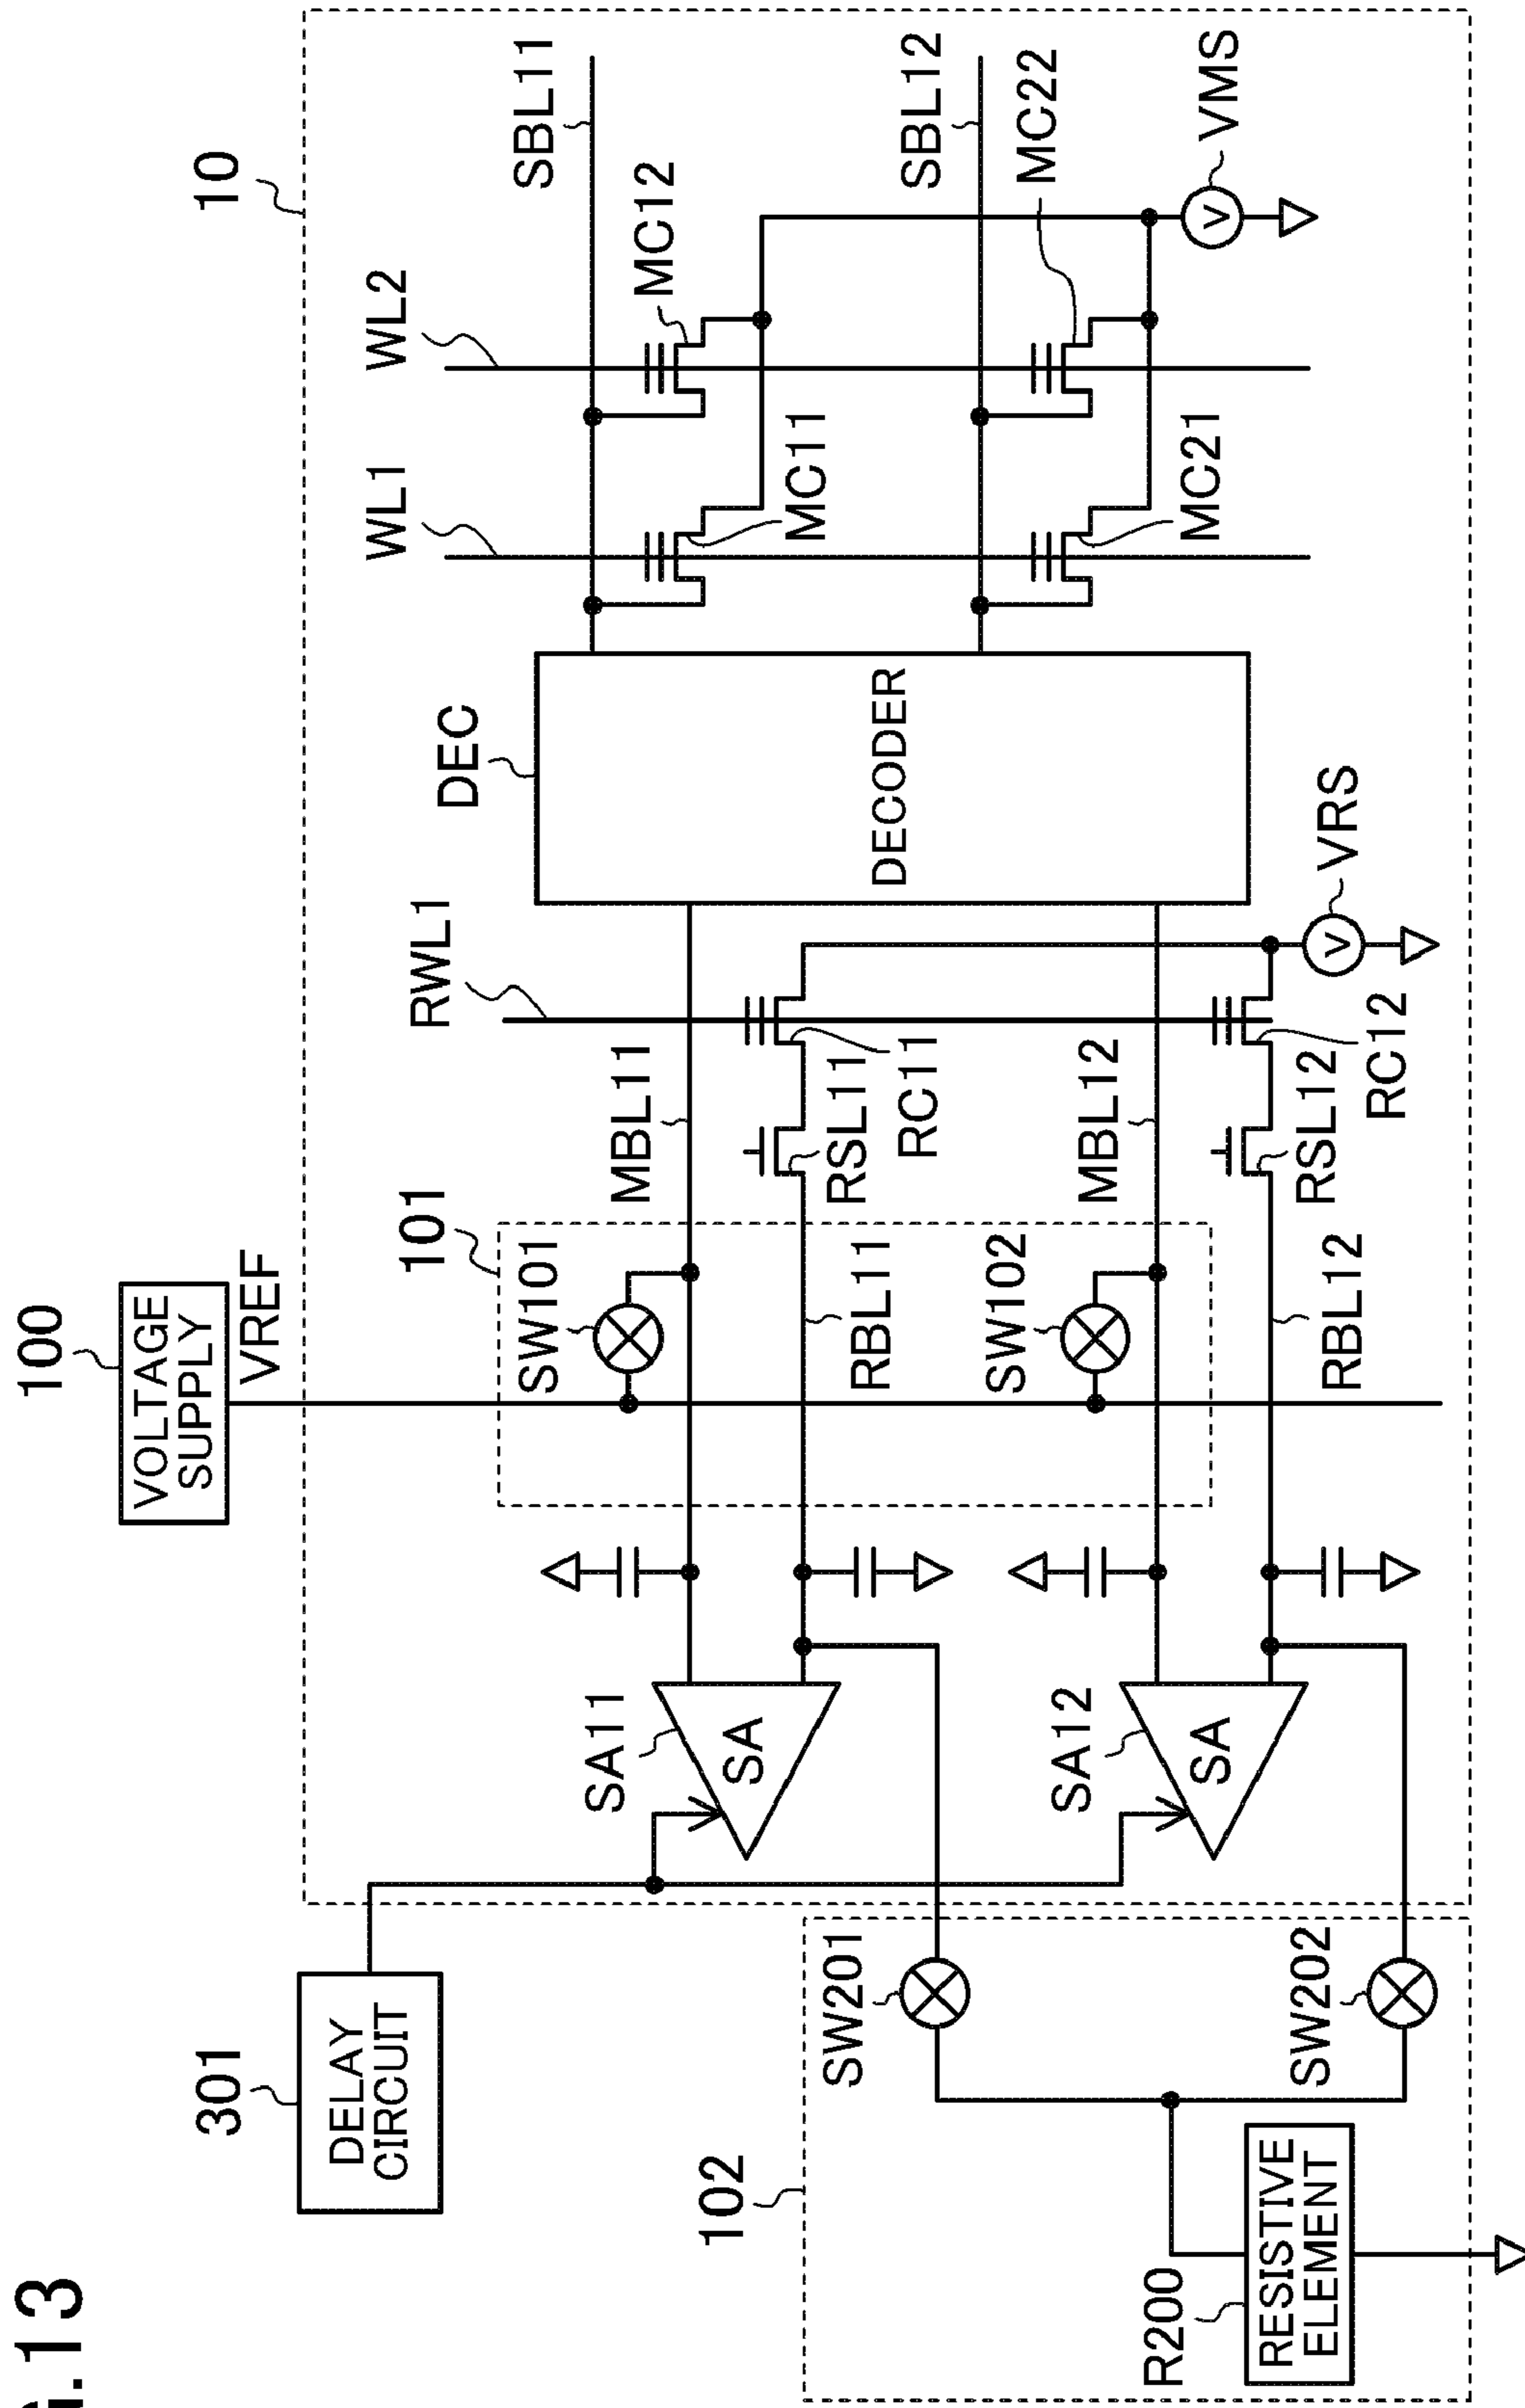 G.13
100
VOLTAGE
SUPPLY
VREF
10
301
DELAY
CIRCUIT
101
RWL1
DEC
WL1
WL2
SA11
SA
SW101
MBL11
RSL11
RC11
RBL11
DECODER
SBL11
MC12
MC11
102
SW201
SA12
SA
SW102
MBL12
RSL12
RC12
RBL12
VRS
SBL12
MC22
MC21
VMS
V
V
SW202
R200
RESISTIVE
ELEMENT